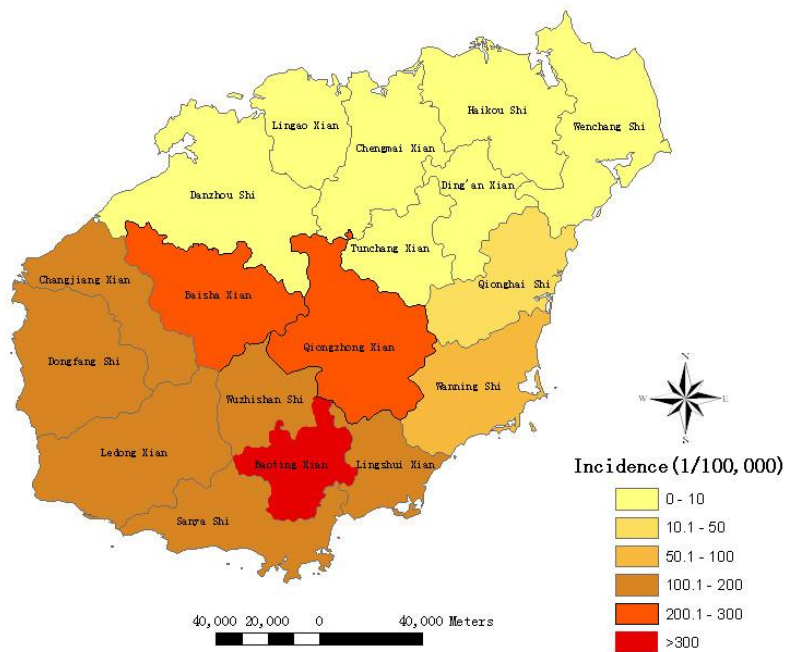 Haikou Shi
Wenchang Shi
Lingao Xian
Chengmai Xian
Ding'an Xian
Danzhou Shi
Tunchang Xian
Changjiang Xian
Qionghai Shi
Baisha Xian
Qiongzhong Xian
Dongfang Shi
Wanning Shi
Wuzhishan Shi
Ledong Xian
Baoting Xian
Lingshui Xian
Sanya Shi
N
W
E
S
Incidence(1/100,000)
0 - 10
10.1 - 50
50.1 - 100
100.1 - 200
200.1 - 300
>300
40,000 20,000 0 40,000 Meters